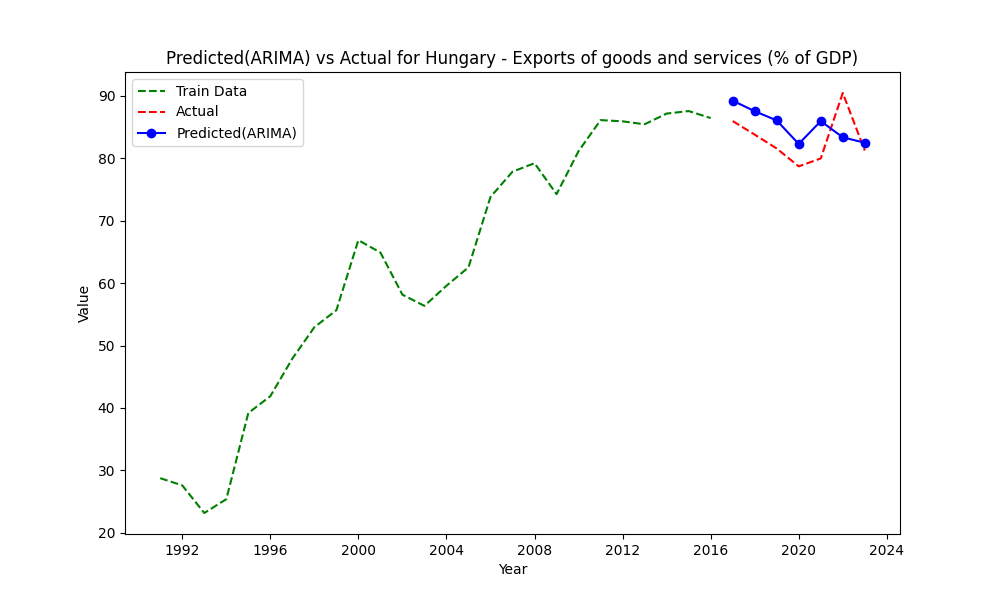 Predicted(ARIMA) vs Actual for Hungary - Exports of goods and services (% of GDP)
Train Data
Actual
Predicted(ARIMA)
90
80
70
60
50
40
30
20
Value
1992 1996 2000 2004 2008 2012 2016 2020 2024
Year